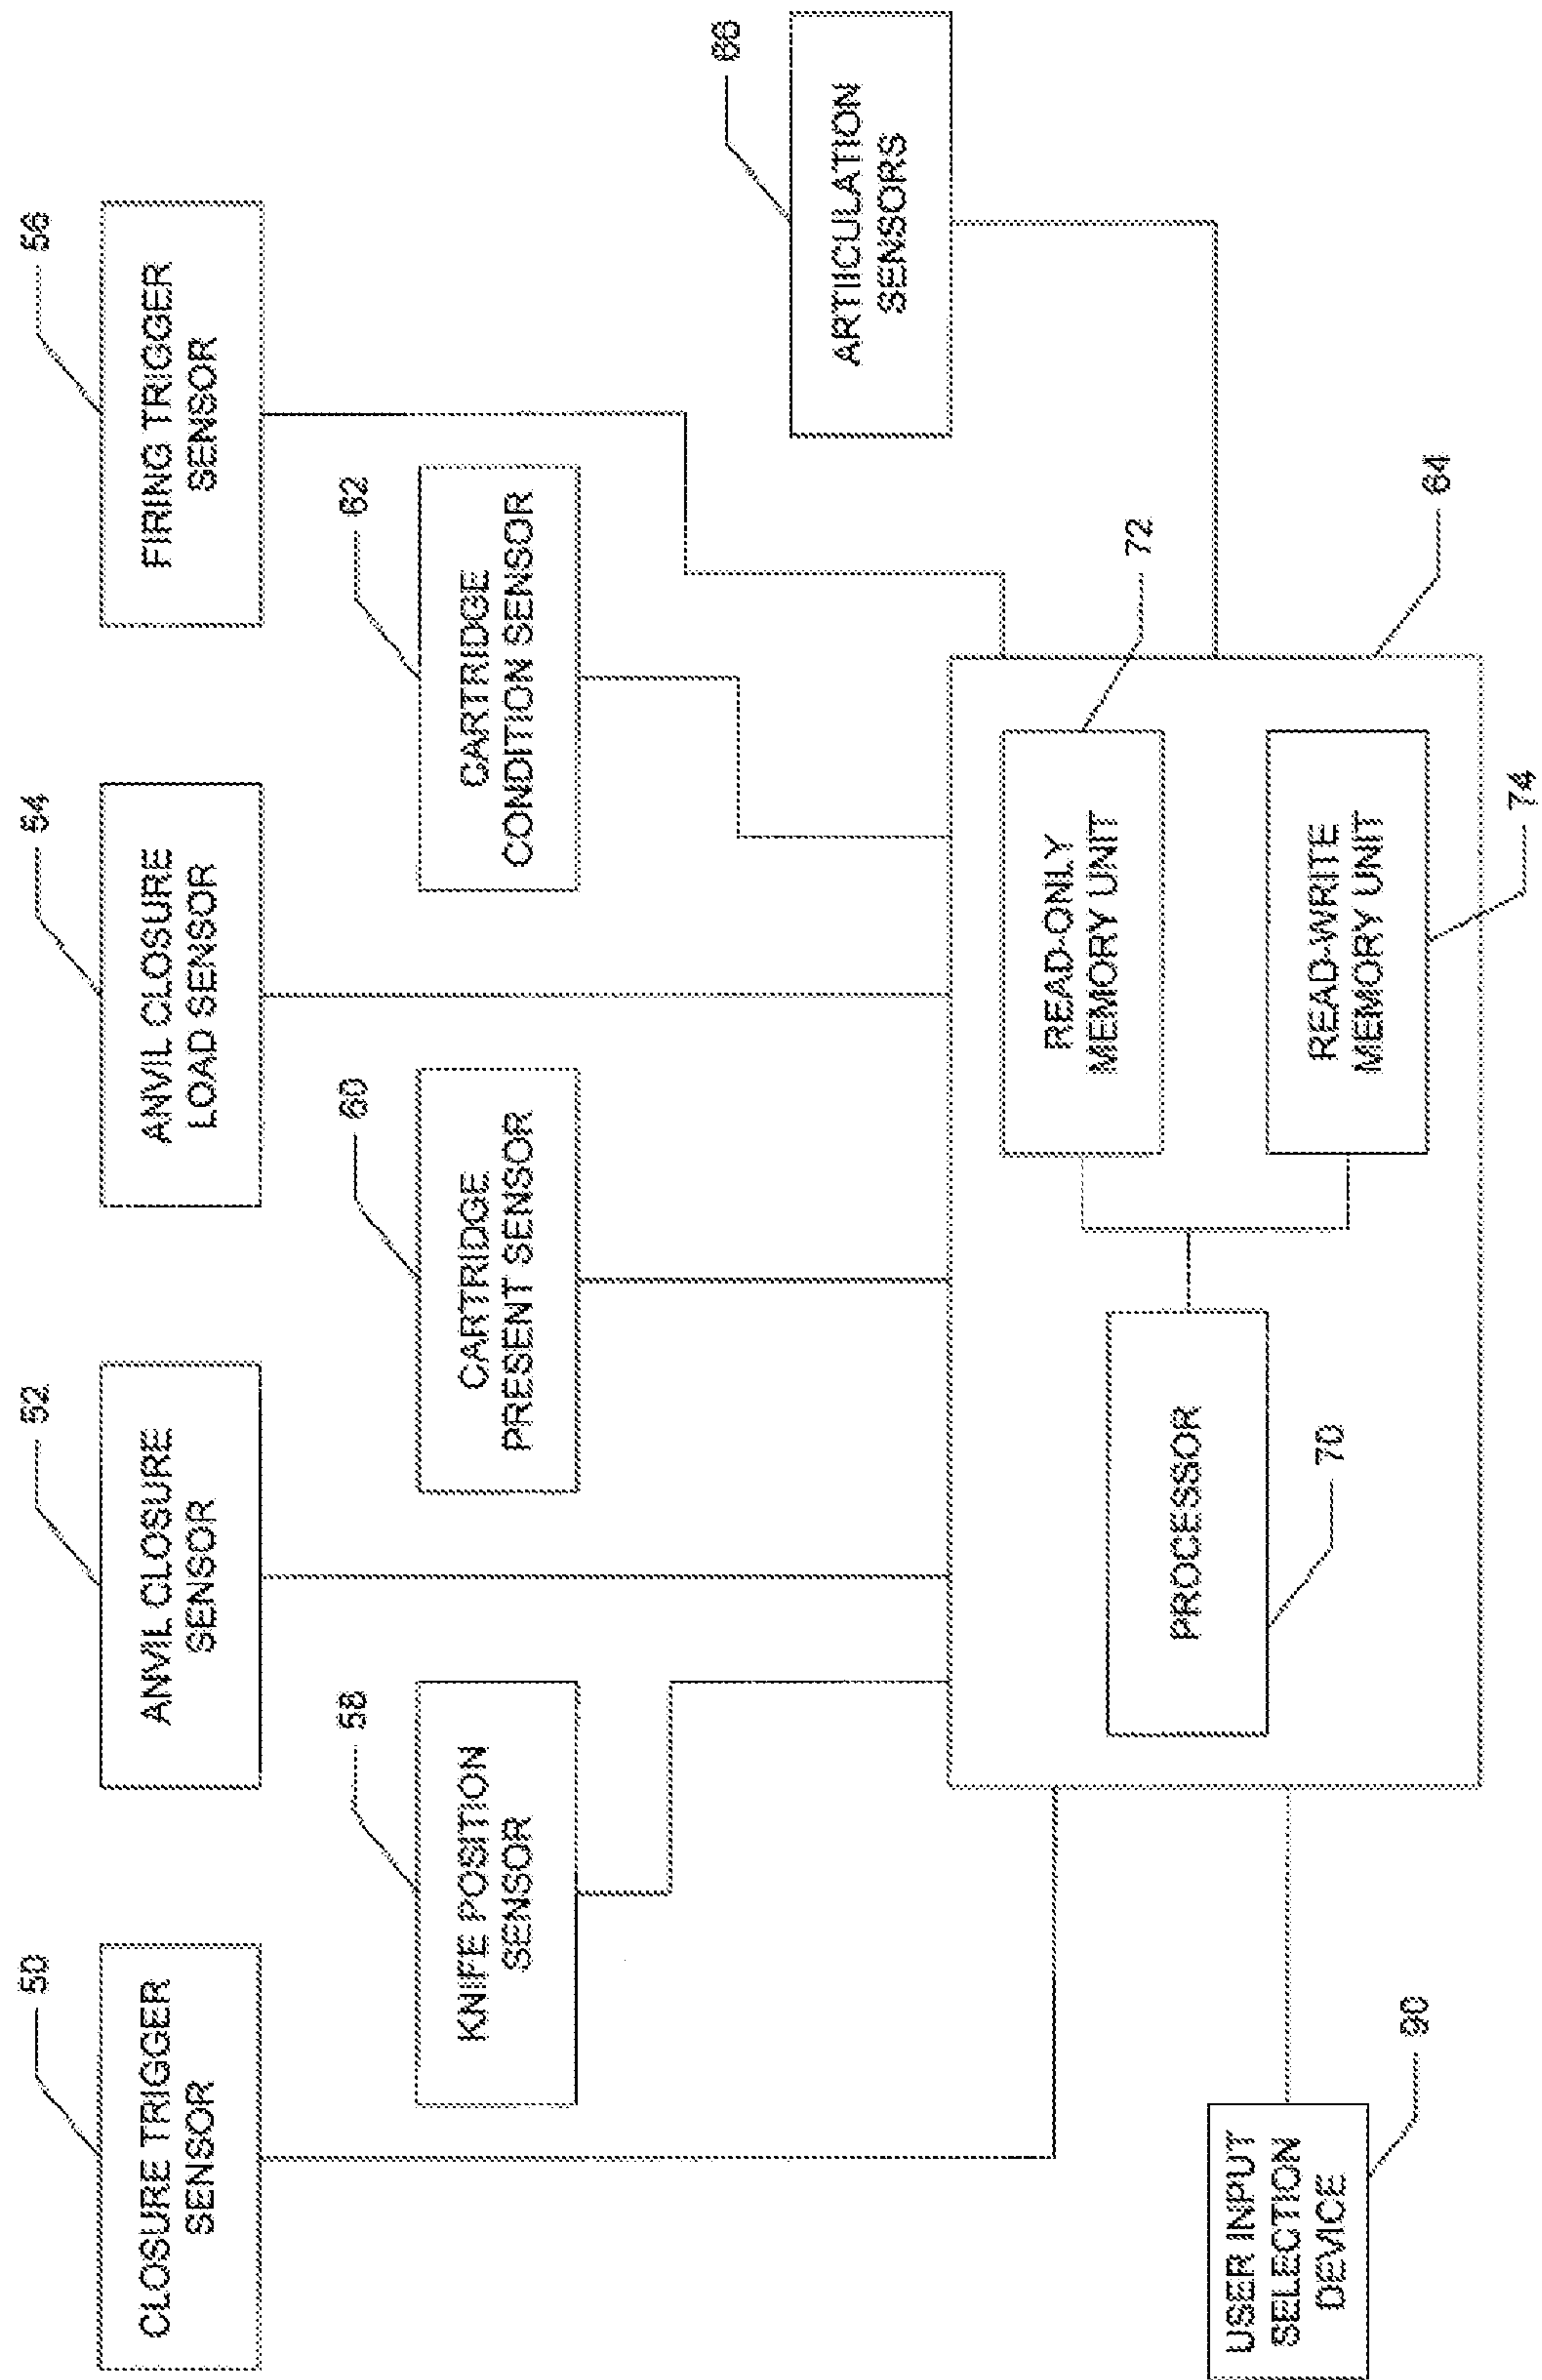 50
CLOSURE TRIGGER
SENSOR
52
ANVIL CLOSURE
SENSOR
54
ANVIL CLOSURE
LOAD SENSOR
56
FIRING TRIGGER
SENSOR
58
KNIFE POSITION
SENSOR
60
CARTRIDGE
PRESENT SENSOR
62
CARTRIDGE
CONDITION SENSOR
66
ARTIICULATION
SENSORS
USER INPUT
SELECTION
DEVICE
90
PROCESSOR
70
READ-ONLY
MEMORY UNIT
72
READ-WRITE
MEMORY UNIT
74
64